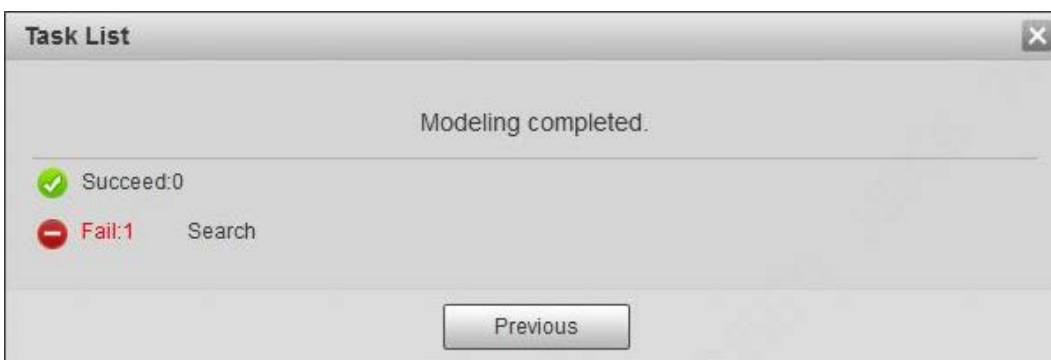 Task List
Modeling completed.
Succeed:0
Fail:1 Search
Previous